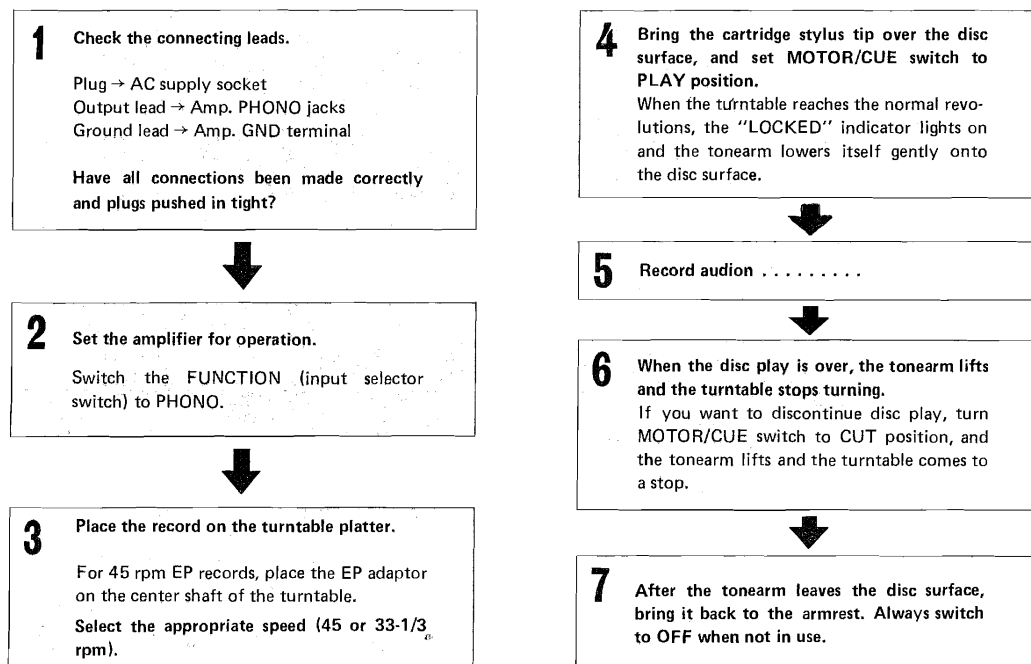 1
Check the connecting leads.
Plug → AC supply socket
Output lead → Amp. PHONO jacks
Ground lead → Amp. GND terminal
Have all connections been made correctly
and plugs pushed in tight?
2
Set the amplifier for operation.
Switch the FUNCTION (input selector
switch) to PHONO.
3
Place the record on the turntable platter.
For 45 rpm EP records, place the EP adaptor
on the center shaft of the turntable.
Select the appropriate speed (45 or 33-1/3
rpm).
4
Bring the cartridge stylus tip over the disc
surface, and set MOTOR/CUE switch to
PLAY position.
When the turntable reaches the normal revo-
lutions, the "LOCKED" indicator lights on
and the tonearm lowers itself gently onto
the disc surface.
5
Record audion . . . . . . . . .
6
When the disc play is over, the tonearm lifts
and the turntable stops turning.
If you want to discontinue disc play, turn
MOTOR/CUE switch to CUT position, and
the tonearm lifts and the turntable comes to
a stop.
7
After the tonearm leaves the disc surface,
bring it back to the armrest. Always switch
to OFF when not in use.